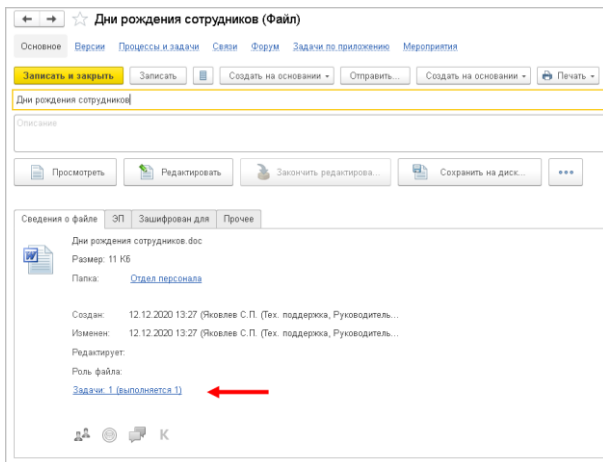 Дни рождения сотрудников (Файл)
Основное Версии Процессы и задачи Связи Форум Задачи по приложению Мероприятия
Записать и закрыть Записать Создать на основании Отправить... Создать на основании Печать
Дни рождения сотрудников
Описание
Просмотреть Редактировать Закончить редактирова... Сохранить на диск...
Сведения о файле ЭП Зашифрован для Прочее
Дни рождения сотрудников.doc
Размер: 11 Кб
Папка: Отдел персонала
Создан: 12.12.2020 13:27 (Яковлев С.П. (Тех. поддержка, Руководитель...
Изменен: 12.12.2020 13:27 (Яковлев С.П. (Тех. поддержка, Руководитель...
Редактирует:
Роль файла:
Задачи: 1 (выполняется 1)
К